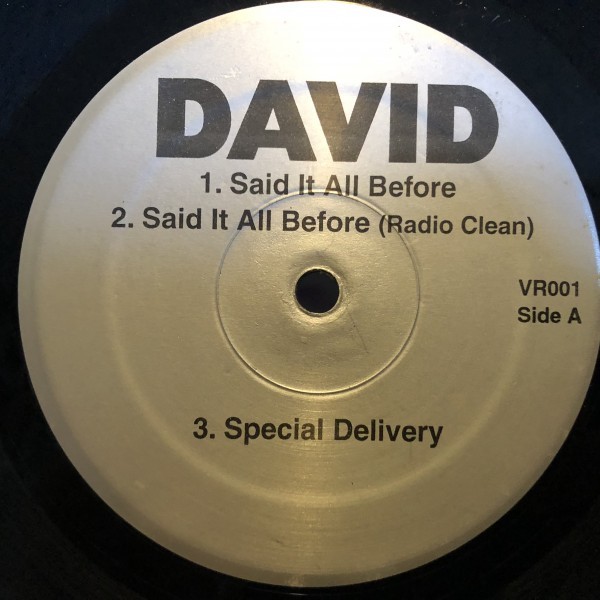 DAVID
1. Said It All Before
2. Said It All Before (Radio Clean)
VR001
Side A
3. Special Delivery